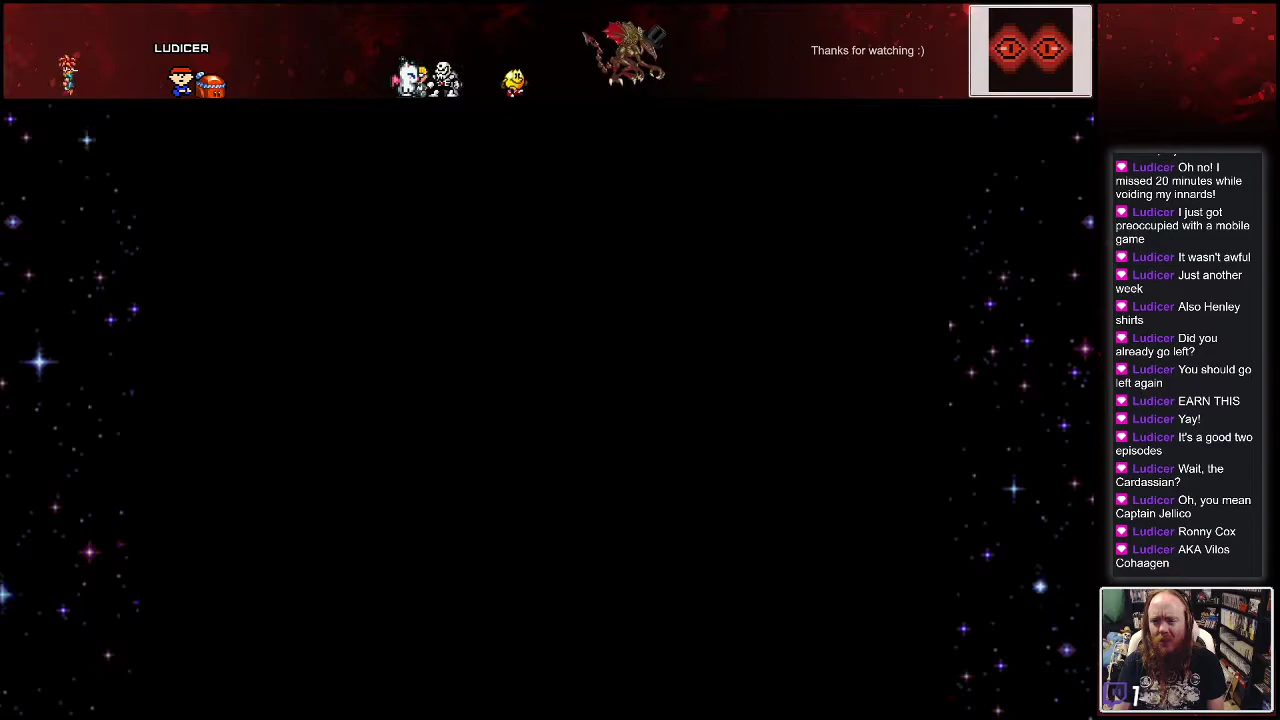 LUDICER
Thanks for watching :)
Ludicer Oh no! I
missed 20 minutes while
voiding my innards!
Ludicer I just got
preoccupied with a mobile
game
Ludicer It wasn't awful
Ludicer Just another
week
Ludicer Also Henley
shirts
Ludicer Did you
already go left?
Ludicer You should go
left again
Ludicer EARN THIS
Ludicer Yay!
Ludicer It's a good two
episodes
Ludicer Wait, the
Cardassian?
Ludicer Oh, you mean
Captain Jellico
Ludicer Ronny Cox
Ludicer AKA Vilos
Cohaagen
1